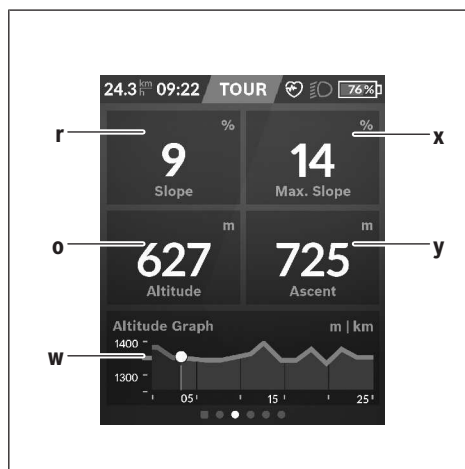 24.3 km/h 09:22 TOUR 76 %
r % % x
9 14
Slope Max. Slope
o m m y
627 725
Altitude Ascent
Altitude Graph m | km
1400
w
1300
05' 15' 25'